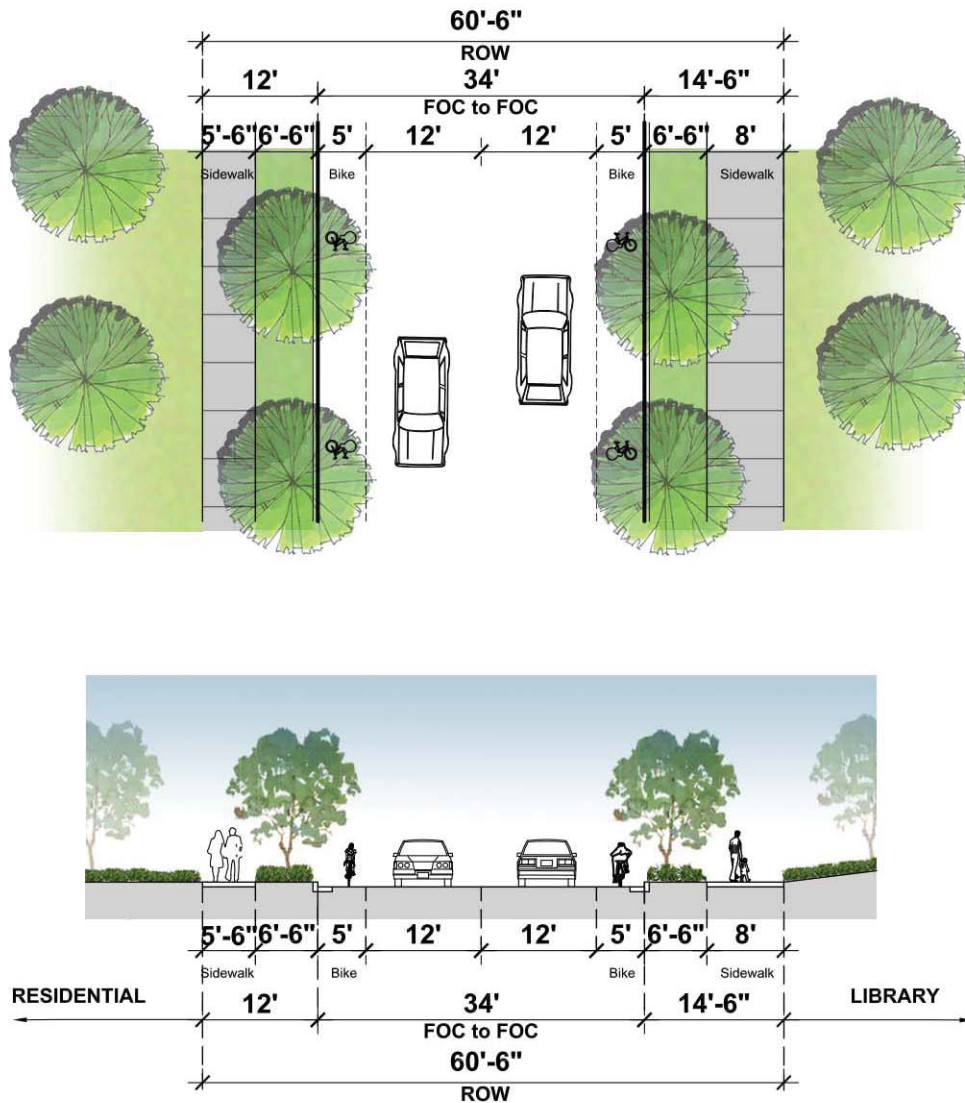 60'-6"
ROW
12' 34' 14'-6"
FOC to FOC
5'-6" 6'-6" 5' 12' 12' 5' 6'-6" 8'
Sidewalk Bike Bike Sidewalk
5'-6" 6'-6" 5' 12' 12' 5' 6'-6" 8'
Sidewalk Bike Bike Sidewalk
RESIDENTIAL 12' 34' 14'-6" LIBRARY
FOC to FOC
60'-6"
ROW